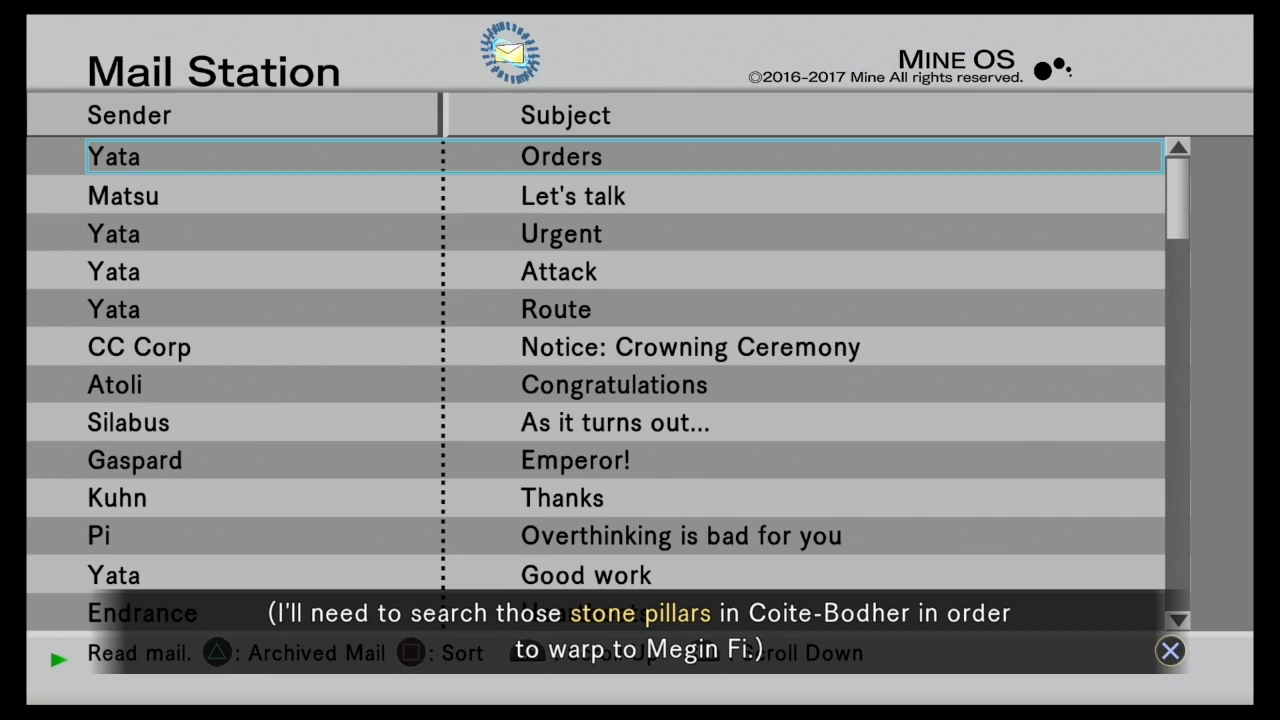 Mail Station
MINE OS
©2016-2017 Mine All rights reserved.
Sender Subject
Yata Orders
Matsu Let's talk
Yata Urgent
Yata Attack
Yata Route
CC Corp Notice: Crowning Ceremony
Atoli Congratulations
Silabus As it turns out...
Gaspard Emperor!
Kuhn Thanks
Pi Overthinking is bad for you
Yata Good work
Endrance
(I'll need to search those stone pillars in Coite-Bodher in order
to warp to Megin Fi.)
Read mail. : Archived Mail : Sort Scroll Down